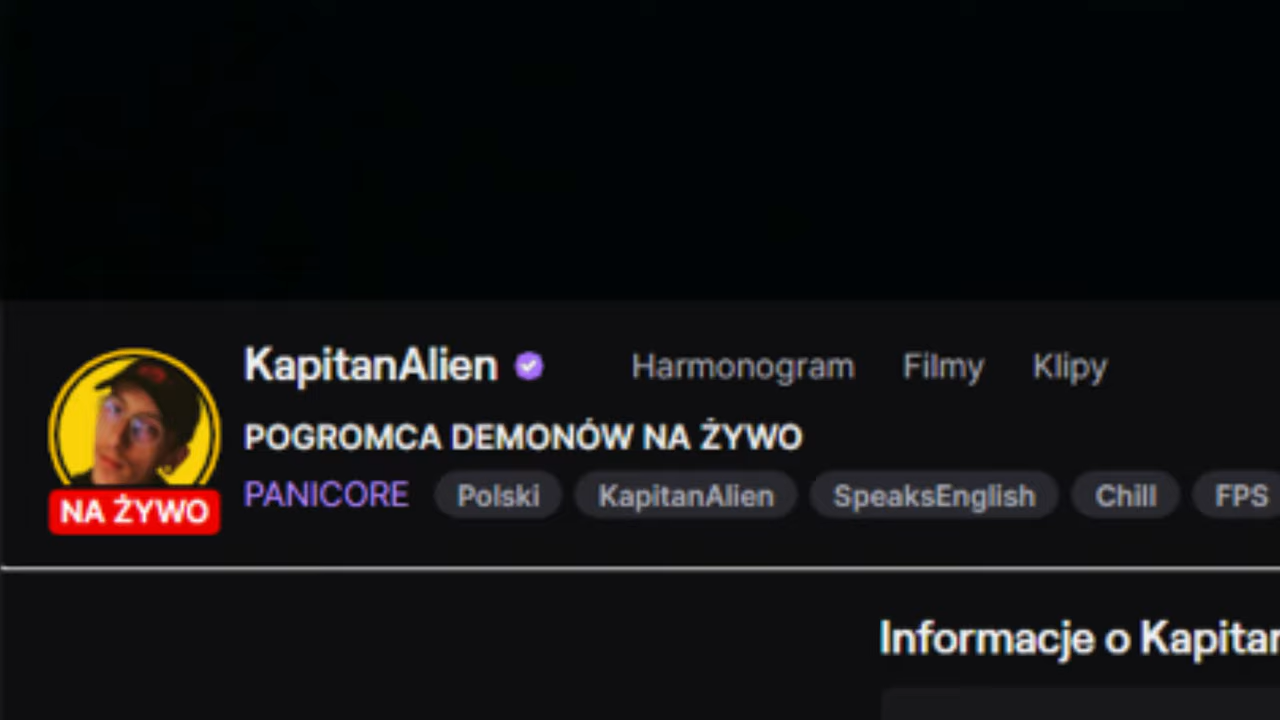 KapitanAlien Harmonogram Filmy Klipy
POGROMCA DEMONÓW NA ŻYWO
PANICORE Polski KapitanAlien SpeaksEnglish Chill FPS
NA ŻYWO
Informacje o Kapitan